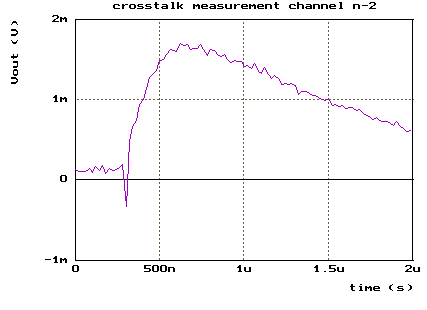 crosstalk measurement channel n-2
Vout (V)
2m
1m
0
-1m
0 500n 1u 1.5u 2u
time (s)